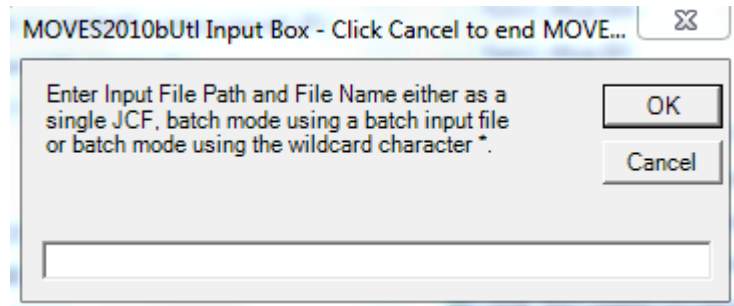 MOVES2010bUtl Input Box - Click Cancel to end MOVE...
Enter Input File Path and File Name either as a
single JCF, batch mode using a batch input file
or batch mode using the wildcard character *.
OK
Cancel